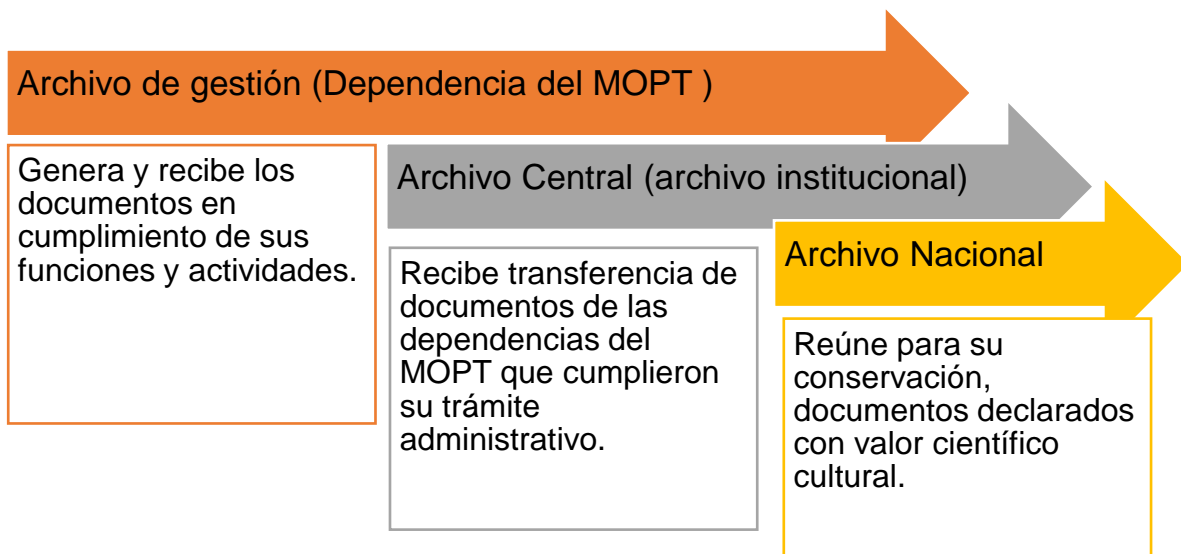 Archivo de gestión (Dependencia del MOPT )
Genera y recibe los
documentos en
cumplimiento de sus
funciones y actividades.
Archivo Central (archivo institucional)
Recibe transferencia de
documentos de las
dependencias del
MOPT que cumplieron
su trámite
administrativo.
Archivo Nacional
Reúne para su
conservación,
documentos declarados
con valor científico
cultural.